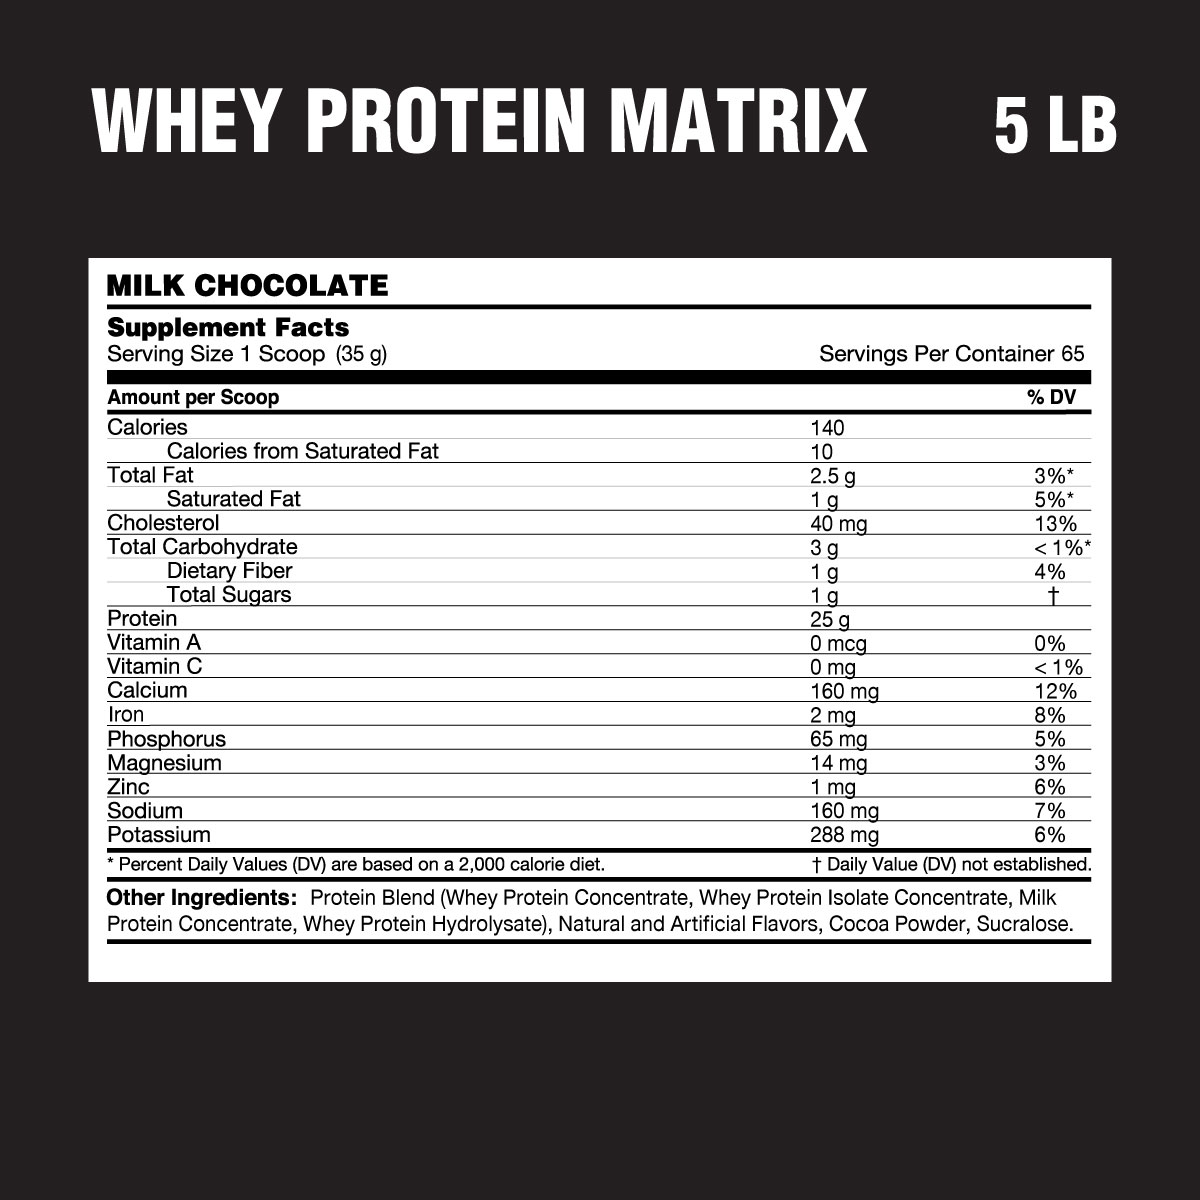 WHEY PROTEIN MATRIX 5 LB
MILK CHOCOLATE
Supplement Facts
Serving Size 1 Scoop (35 g) Servings Per Container 65
Amount per Scoop % DV
Calories 140
Calories from Saturated Fat 10
Total Fat 2.5 g 3%*
Saturated Fat 1 g 5%*
Cholesterol 40 mg 13%
Total Carbohydrate 3 g < 1%*
Dietary Fiber 1 g 4%
Total Sugars 1 g †
Protein 25 g
Vitamin A 0 mcg 0%
Vitamin C 0 mg < 1%
Calcium 160 mg 12%
Iron 2 mg 8%
Phosphorus 65 mg 5%
Magnesium 14 mg 3%
Zinc 1 mg 6%
Sodium 160 mg 7%
Potassium 288 mg 6%
* Percent Daily Values (DV) are based on a 2,000 calorie diet. † Daily Value (DV) not established.
Other Ingredients: Protein Blend (Whey Protein Concentrate, Whey Protein Isolate Concentrate, Milk
Protein Concentrate, Whey Protein Hydrolysate), Natural and Artificial Flavors, Cocoa Powder, Sucralose.